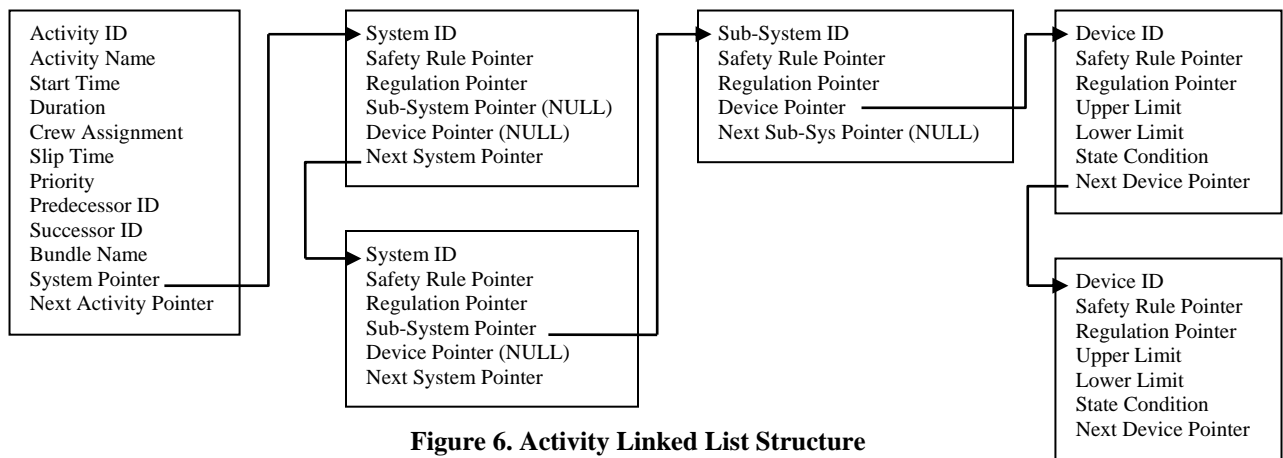 Activity ID
Activity Name
Start Time
Duration
Crew Assignment
Slip Time
Priority
Predecessor ID
Successor ID
Bundle Name
System Pointer
Next Activity Pointer
System ID
Safety Rule Pointer
Regulation Pointer
Sub-System Pointer (NULL)
Device Pointer (NULL)
Next System Pointer
System ID
Safety Rule Pointer
Regulation Pointer
Sub-System Pointer
Device Pointer (NULL)
Next System Pointer
Sub-System ID
Safety Rule Pointer
Regulation Pointer
Device Pointer
Next Sub-Sys Pointer (NULL)
Device ID
Safety Rule Pointer
Regulation Pointer
Upper Limit
Lower Limit
State Condition
Next Device Pointer
Device ID
Safety Rule Pointer
Regulation Pointer
Upper Limit
Lower Limit
State Condition
Next Device Pointer
Figure 6. Activity Linked List Structure